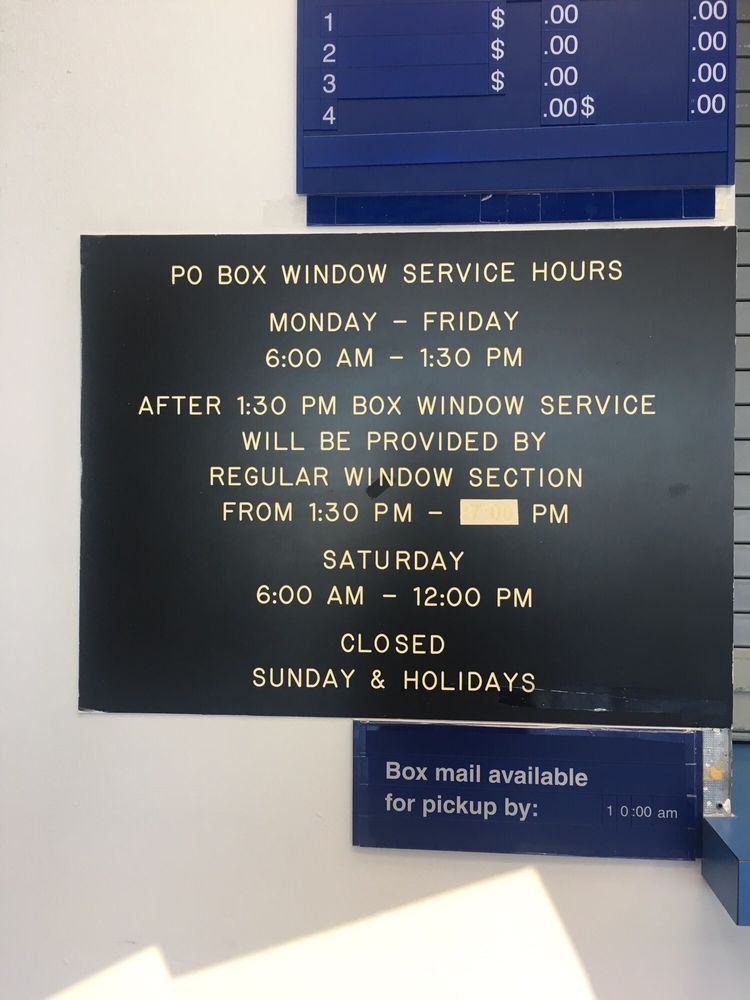 1 $ .00 .00
2 $ .00 .00
3 $ .00 .00
4 .00 $ .00
PO BOX WINDOW SERVICE HOURS
MONDAY – FRIDAY
6:00 AM – 1:30 PM
AFTER 1:30 PM BOX WINDOW SERVICE
WILL BE PROVIDED BY
REGULAR WINDOW SECTION
FROM 1:30 PM – 7:00 PM
SATURDAY
6:00 AM – 12:00 PM
CLOSED
SUNDAY & HOLIDAYS
Box mail available
for pickup by: 10:00 am